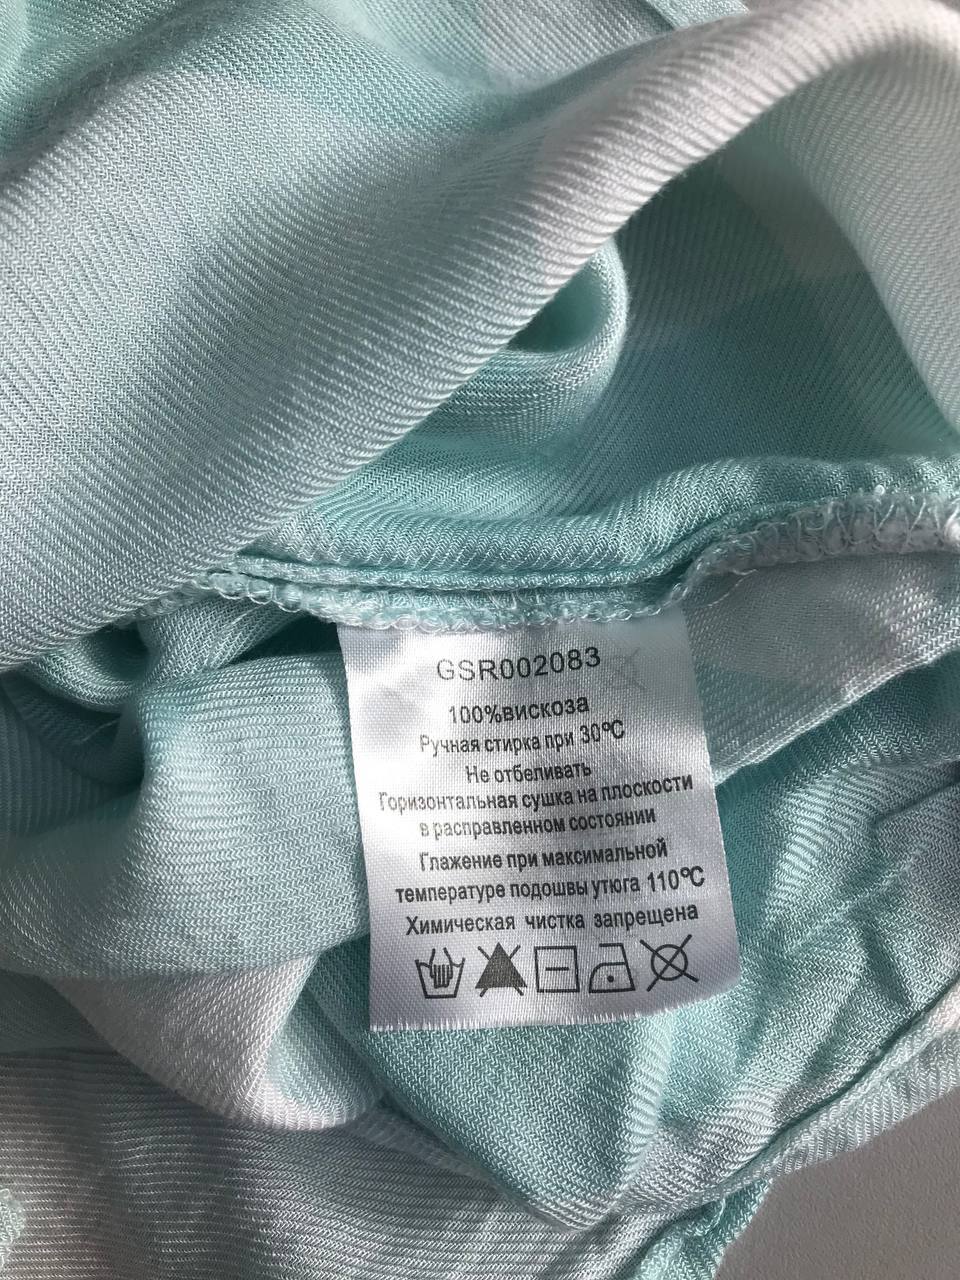 GSR002083
100%вискоза
Ручная стирка при 30°C
Не отбеливать
Горизонтальная сушка на плоскости
в расправленном состоянии
Глажение при максимальной
температуре подошвы утюга 110°C
Химическая чистка запрещена